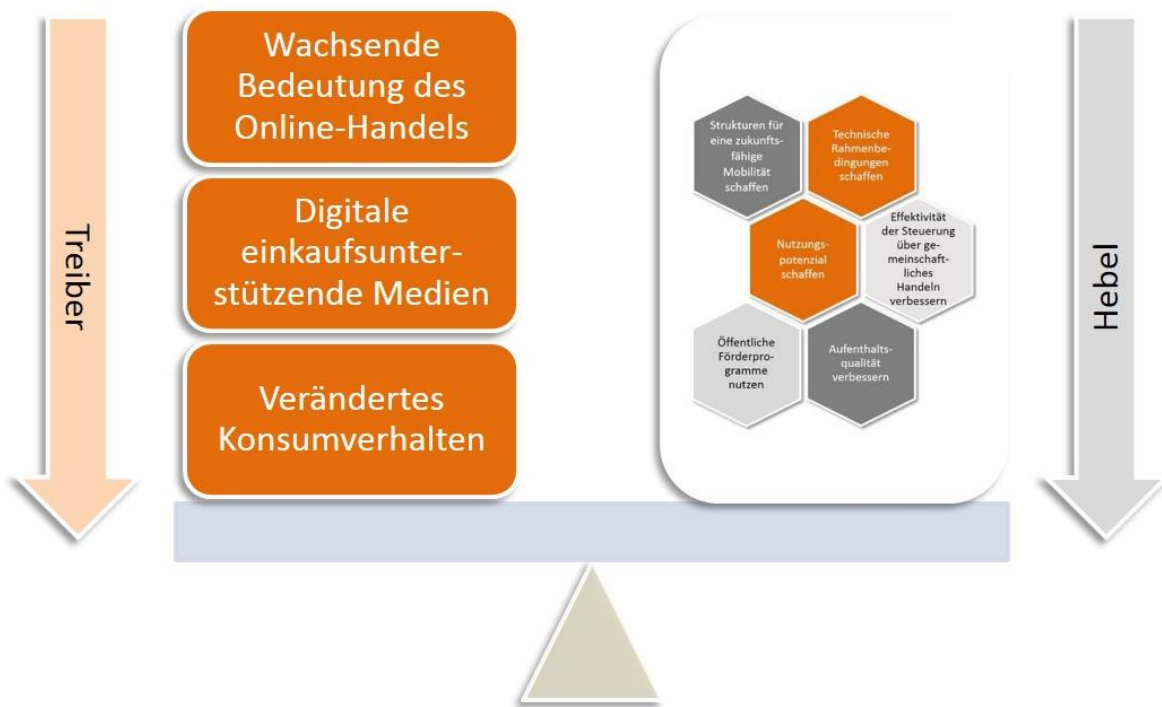 Treiber
Wachsende
Bedeutung des
Online-Handels
Digitale
einkaufsunter-
stützende Medien
Verändertes
Konsumverhalten
Strukturen für
eine zukunfts-
fähige
Mobilität
schaffen
Technische
Rahmenbe-
dingungen
schaffen
Nutzungs-
potenzial
schaffen
Effektivität
der Steuerung
über ge-
meinschaft-
liches
Handeln
verbessern
Öffentliche
Förderpro-
gramme
nutzen
Aufenthalts-
qualität
verbessern
Hebel